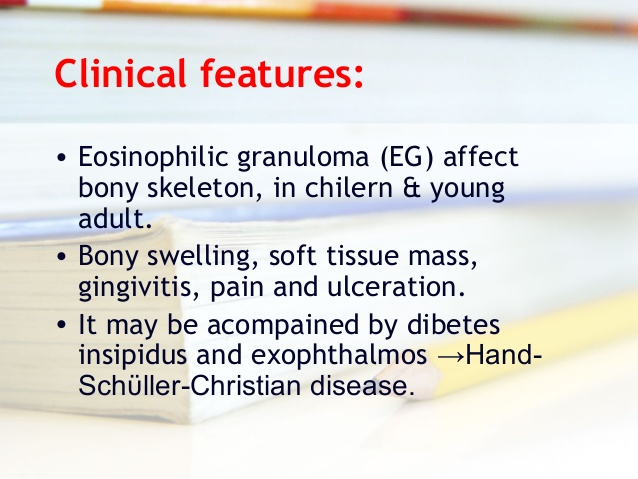 Clinical features:
• Eosinophilic granuloma (EG) affect
bony skeleton, in chilern & young
adult.
• Bony swelling, soft tissue mass,
gingivitis, pain and ulceration.
• It may be acompained by dibetes
insipidus and exophthalmos →Hand-
Schüller-Christian disease.